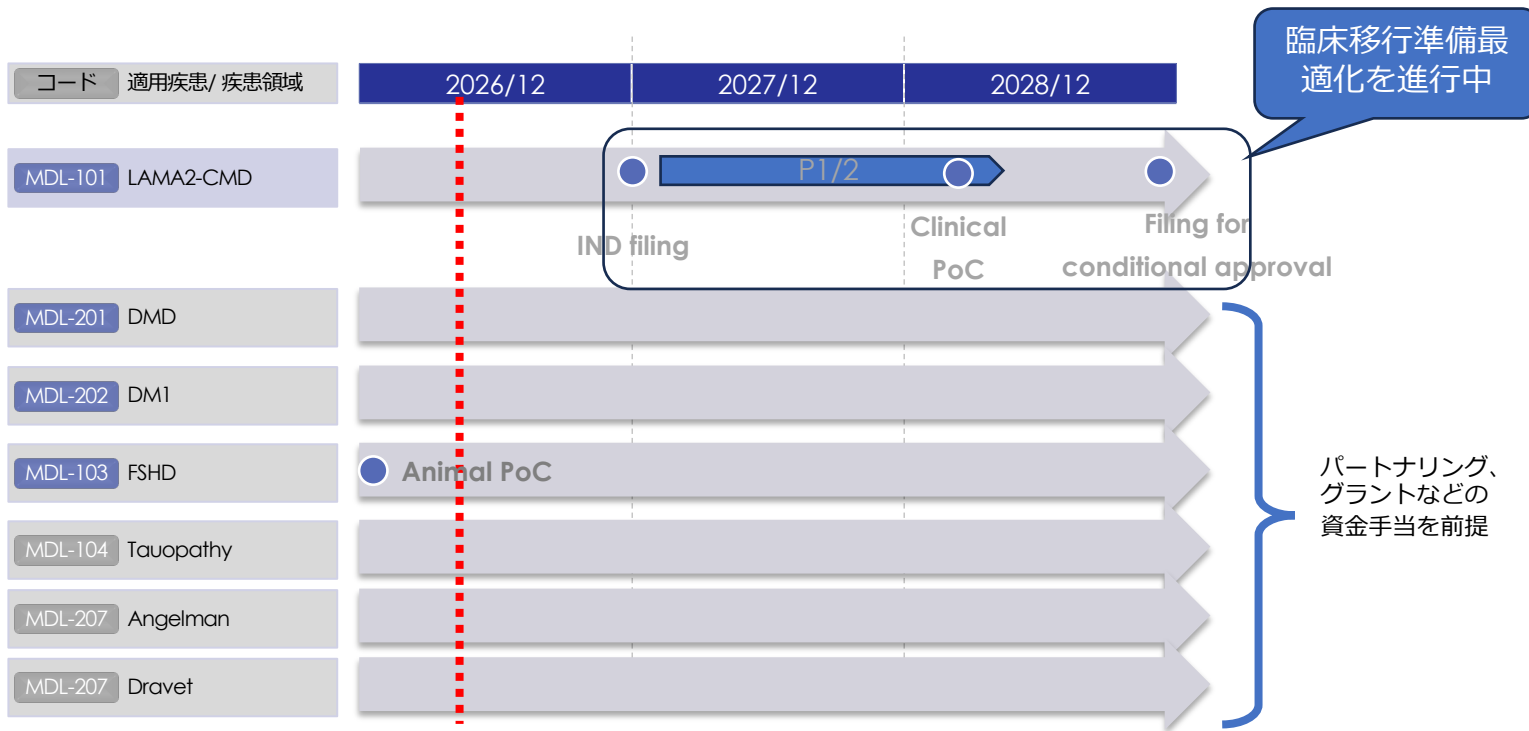 臨床移行準備最
適化を進行中
コード 適用疾患/ 疾患領域
2026/12 2027/12 2028/12
MDL-101 LAMA2-CMD
P1/2
IND filing
Clinical
PoC
Filing for
conditional approval
MDL-201 DMD
MDL-202 DM1
MDL-103 FSHD
Animal PoC
MDL-104 Tauopathy
MDL-207 Angelman
MDL-207 Dravet
パートナリング、
グラントなどの
資金手当を前提